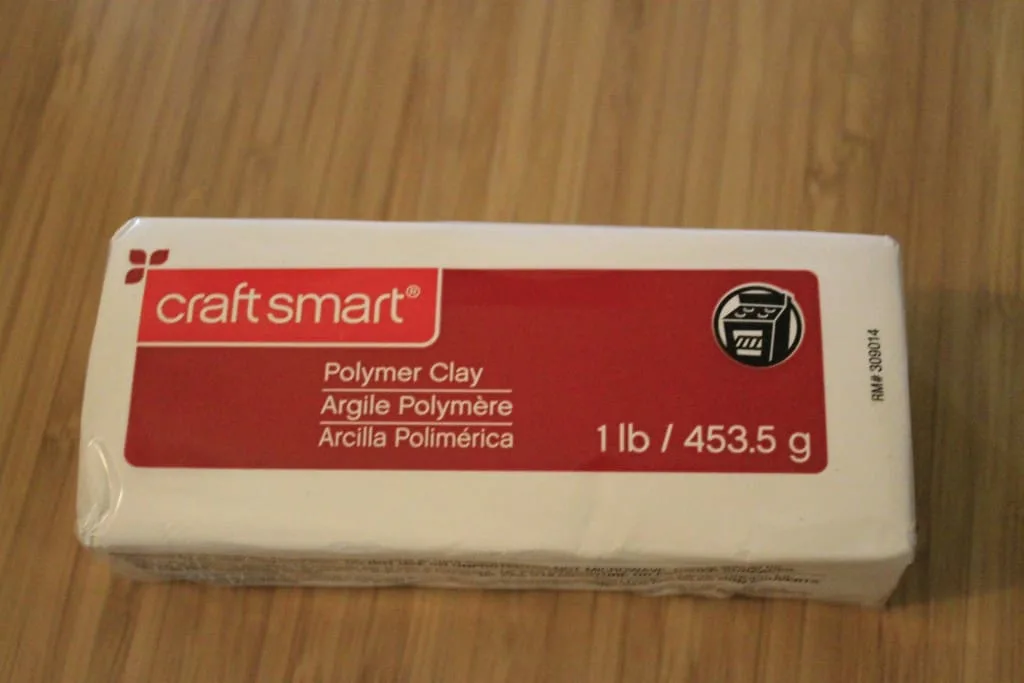 craft smart®
Polymer Clay
Argile Polymère
Arcilla Polimérica
1 lb / 453.5 g
RM# 309014